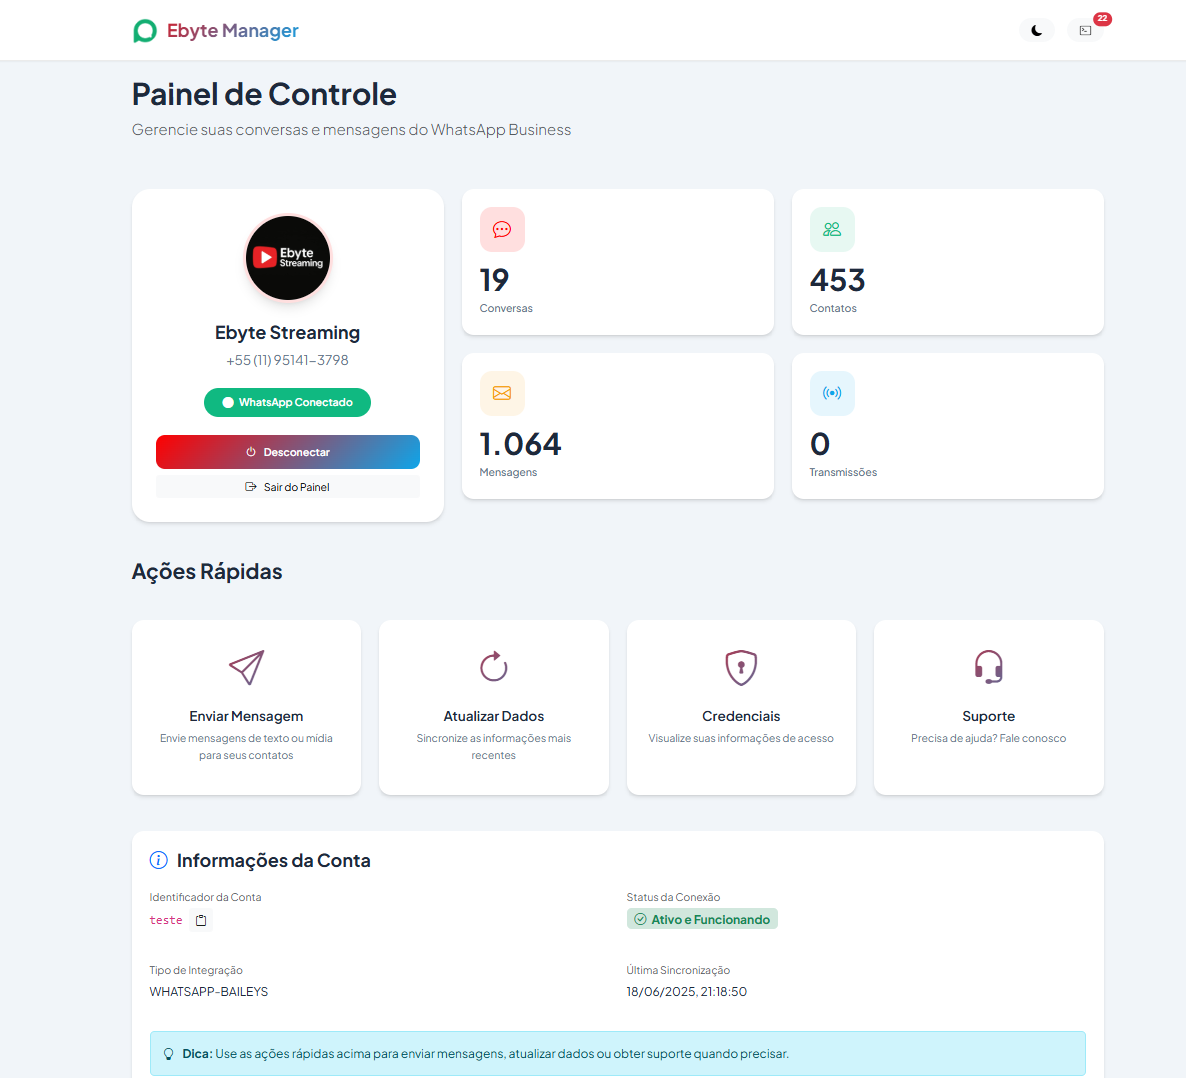 Ebyte Manager
22
Painel de Controle
Gerencie suas conversas e mensagens do WhatsApp Business
Ebyte
Streaming
Ebyte Streaming
+55 (11) 95141-3798
WhatsApp Conectado
Desconectar
Sair do Painel
19
Conversas
453
Contatos
1.064
Mensagens
0
Transmissões
Ações Rápidas
Enviar Mensagem
Envie mensagens de texto ou mídia
para seus contatos
Atualizar Dados
Sincronize as informações mais
recentes
Credenciais
Visualize suas informações de acesso
Suporte
Precisa de ajuda? Fale conosco
Informações da Conta
Identificador da Conta
teste
Status da Conexão
Ativo e Funcionando
Tipo de Integração
WHATSAPP-BAILEYS
Última Sincronização
18/06/2025, 21:18:50
Dica: Use as ações rápidas acima para enviar mensagens, atualizar dados ou obter suporte quando precisar.